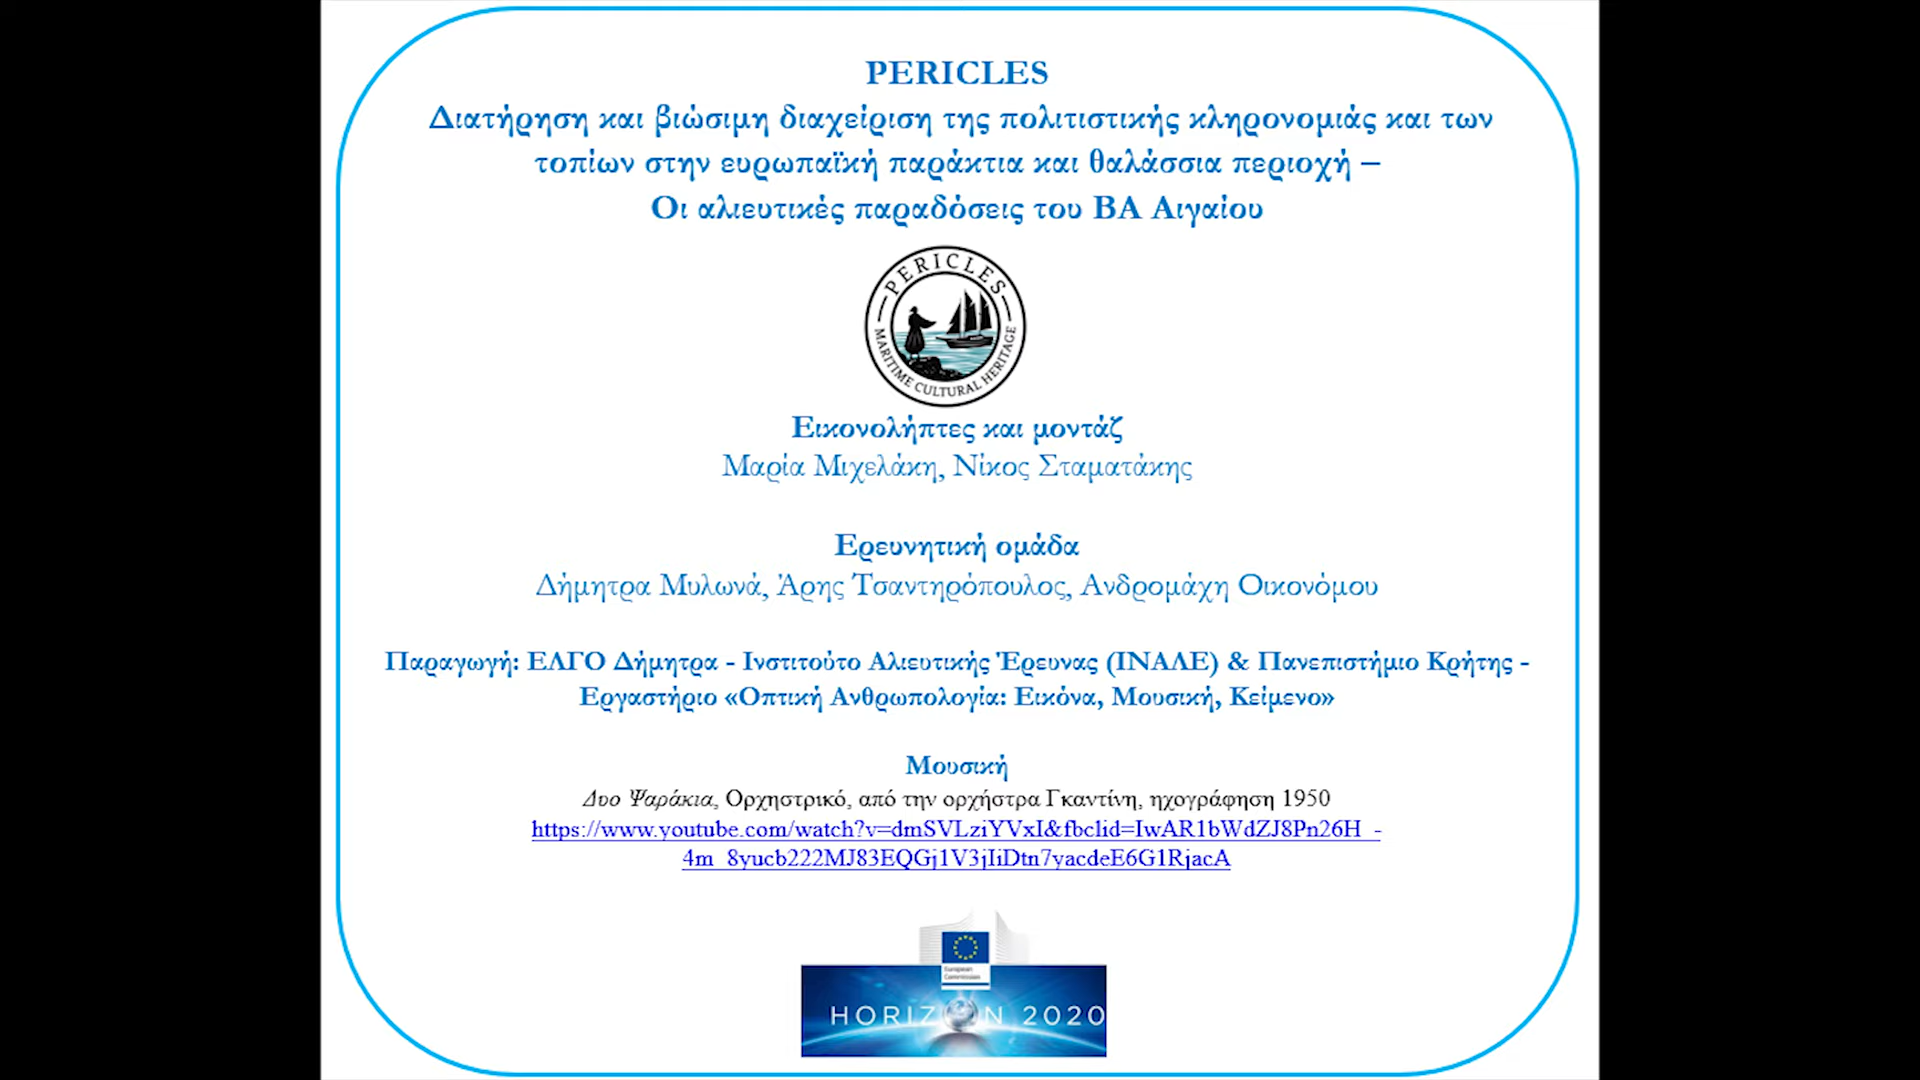 PERICLES
Διατήρηση και βιώσιμη διαχείριση της πολιτιστικής κληρονομιάς και των
τοπίων στην ευρωπαϊκή παράκτια και θαλάσσια περιοχή –
Οι αλιευτικές παραδόσεις του ΒΑ Αιγαίου
PERICLES
MARITIME CULTURAL HERITAGE
Εικονολήπτες και μοντάζ
Μαρία Μιχελάκη, Νίκος Σταματάκης
Ερευνητική ομάδα
Δήμητρα Μυλωνά, Άρης Τσαντηρόπουλος, Ανδρομάχη Οικονόμου
Παραγωγή: ΕΛΓΟ Δήμητρα - Ινστιτούτο Αλιευτικής Έρευνας (ΙΝΑΛΕ) & Πανεπιστήμιο Κρήτης -
Εργαστήριο «Οπτική Ανθρωπολογία: Εικόνα, Μουσική, Κείμενο»
Μουσική
Δυο Ψαράκια, Ορχηστρικό, από την ορχήστρα Γκαντίνη, ηχογράφηση 1950
https://www.youtube.com/watch?v=dmSVLziYVxI&fbclid=IwAR1bWdZJ8Pn26H_-
4m_8yucb222MJ83EQGj1V3jIiDtn7yacdeE6G1RjacA
European
Commission
HORIZON 2020